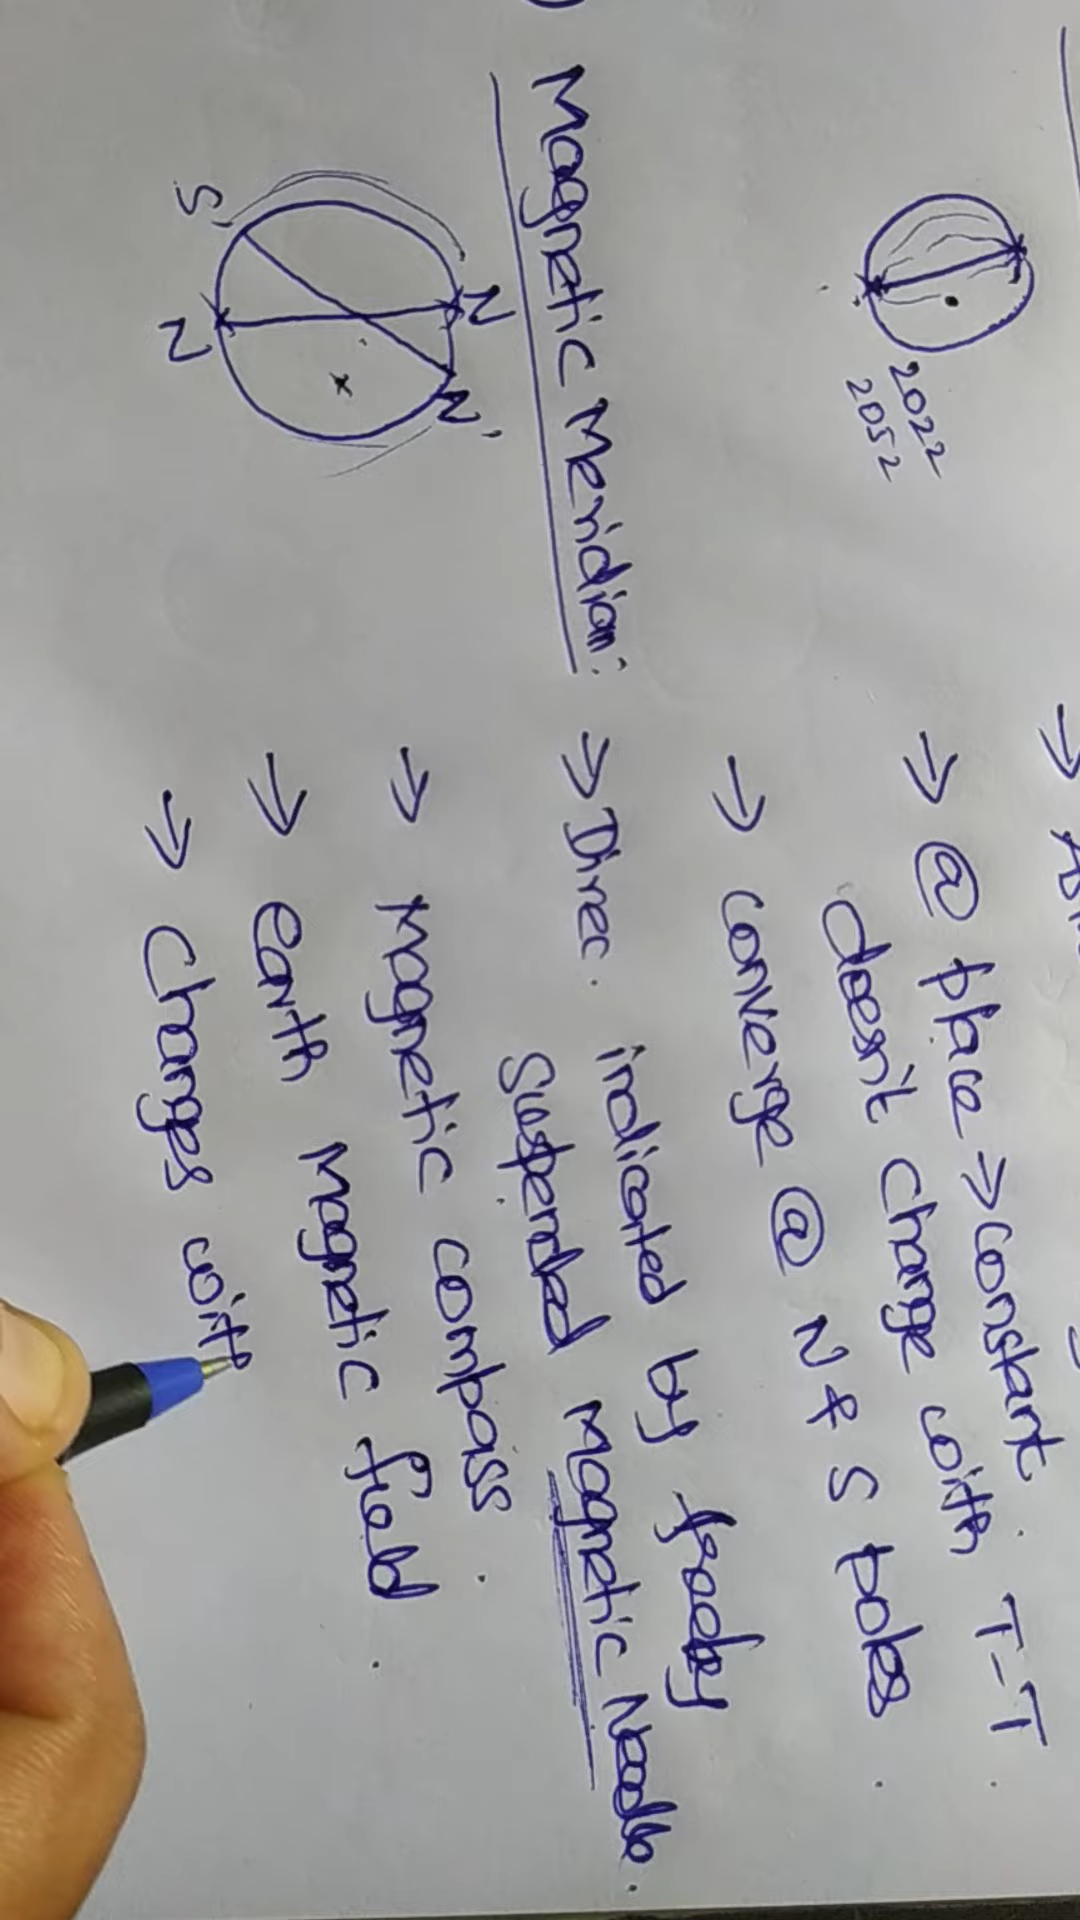 @ place → constant.
doesn't change with T-T.
2022
2052
→ converge @ N & S poles.
Magnetic Meridian:
→ Direc. indicated by freely
suspended Magnetic Needle.
N
N'
S'
N
→ Magnetic compass.
→ earth Magnetic field.
→ changes with